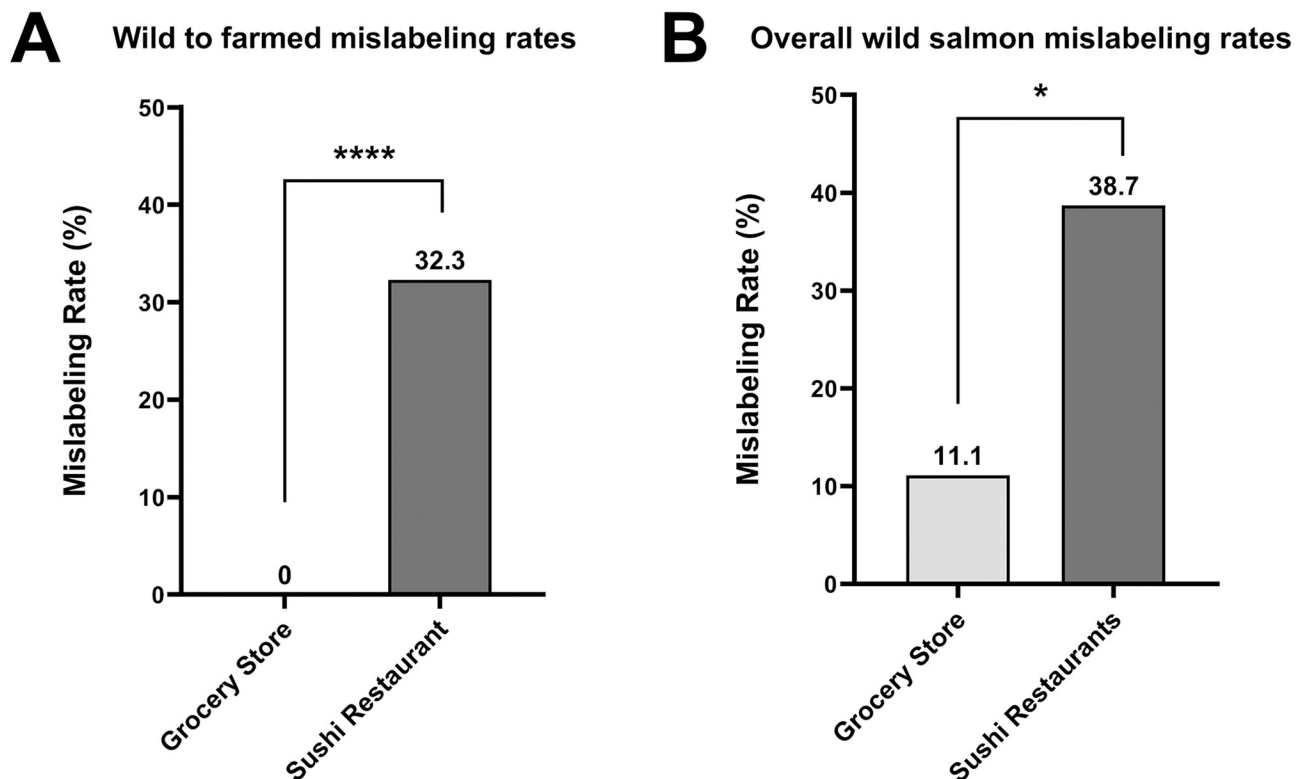 A
Wild to farmed mislabeling rates
Mislabeling Rate (%)
50
40
30
20
10
0
****
0
32.3
Grocery Store
Sushi Restaurant
B
Overall wild salmon mislabeling rates
Mislabeling Rate (%)
50
40
30
20
10
0
*
11.1
38.7
Grocery Store
Sushi Restaurants